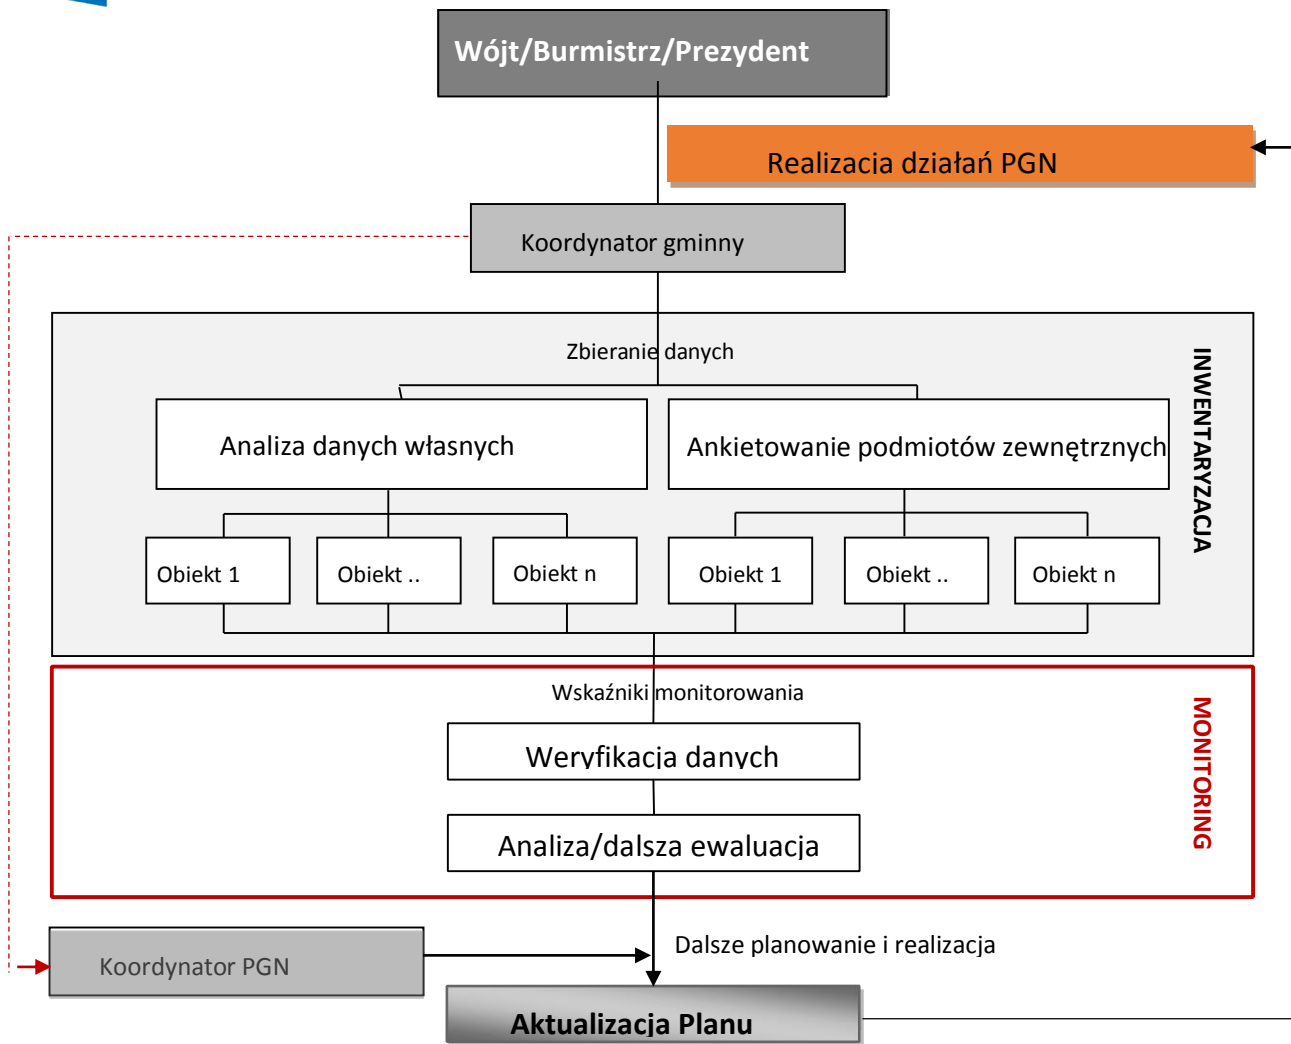 Wójt/Burmistrz/Prezydent
Realizacja działań PGN
Koordynator gminny
Zbieranie danych
INWENTARYZACJA
Analiza danych własnych
Ankietowanie podmiotów zewnętrznych
Obiekt 1
Obiekt ..
Obiekt n
Obiekt 1
Obiekt ..
Obiekt n
Wskaźniki monitorowania
MONITORING
Weryfikacja danych
Analiza/dalsza ewaluacja
Dalsze planowanie i realizacja
Koordynator PGN
Aktualizacja Planu